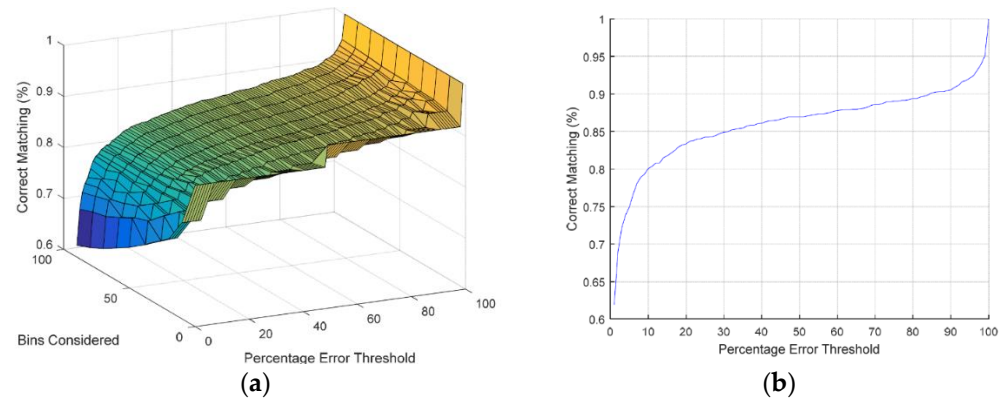 1
0.9
0.8
0.7
0.6
Correct Matching (%)
100
50
0
Bins Considered
0
20
40
60
80
100
Percentage Error Threshold
(a)
1
0.95
0.9
0.85
0.8
0.75
0.7
0.65
0.6
Correct Matching (%)
0 10 20 30 40 50 60 70 80 90 100
Percentage Error Threshold
(b)